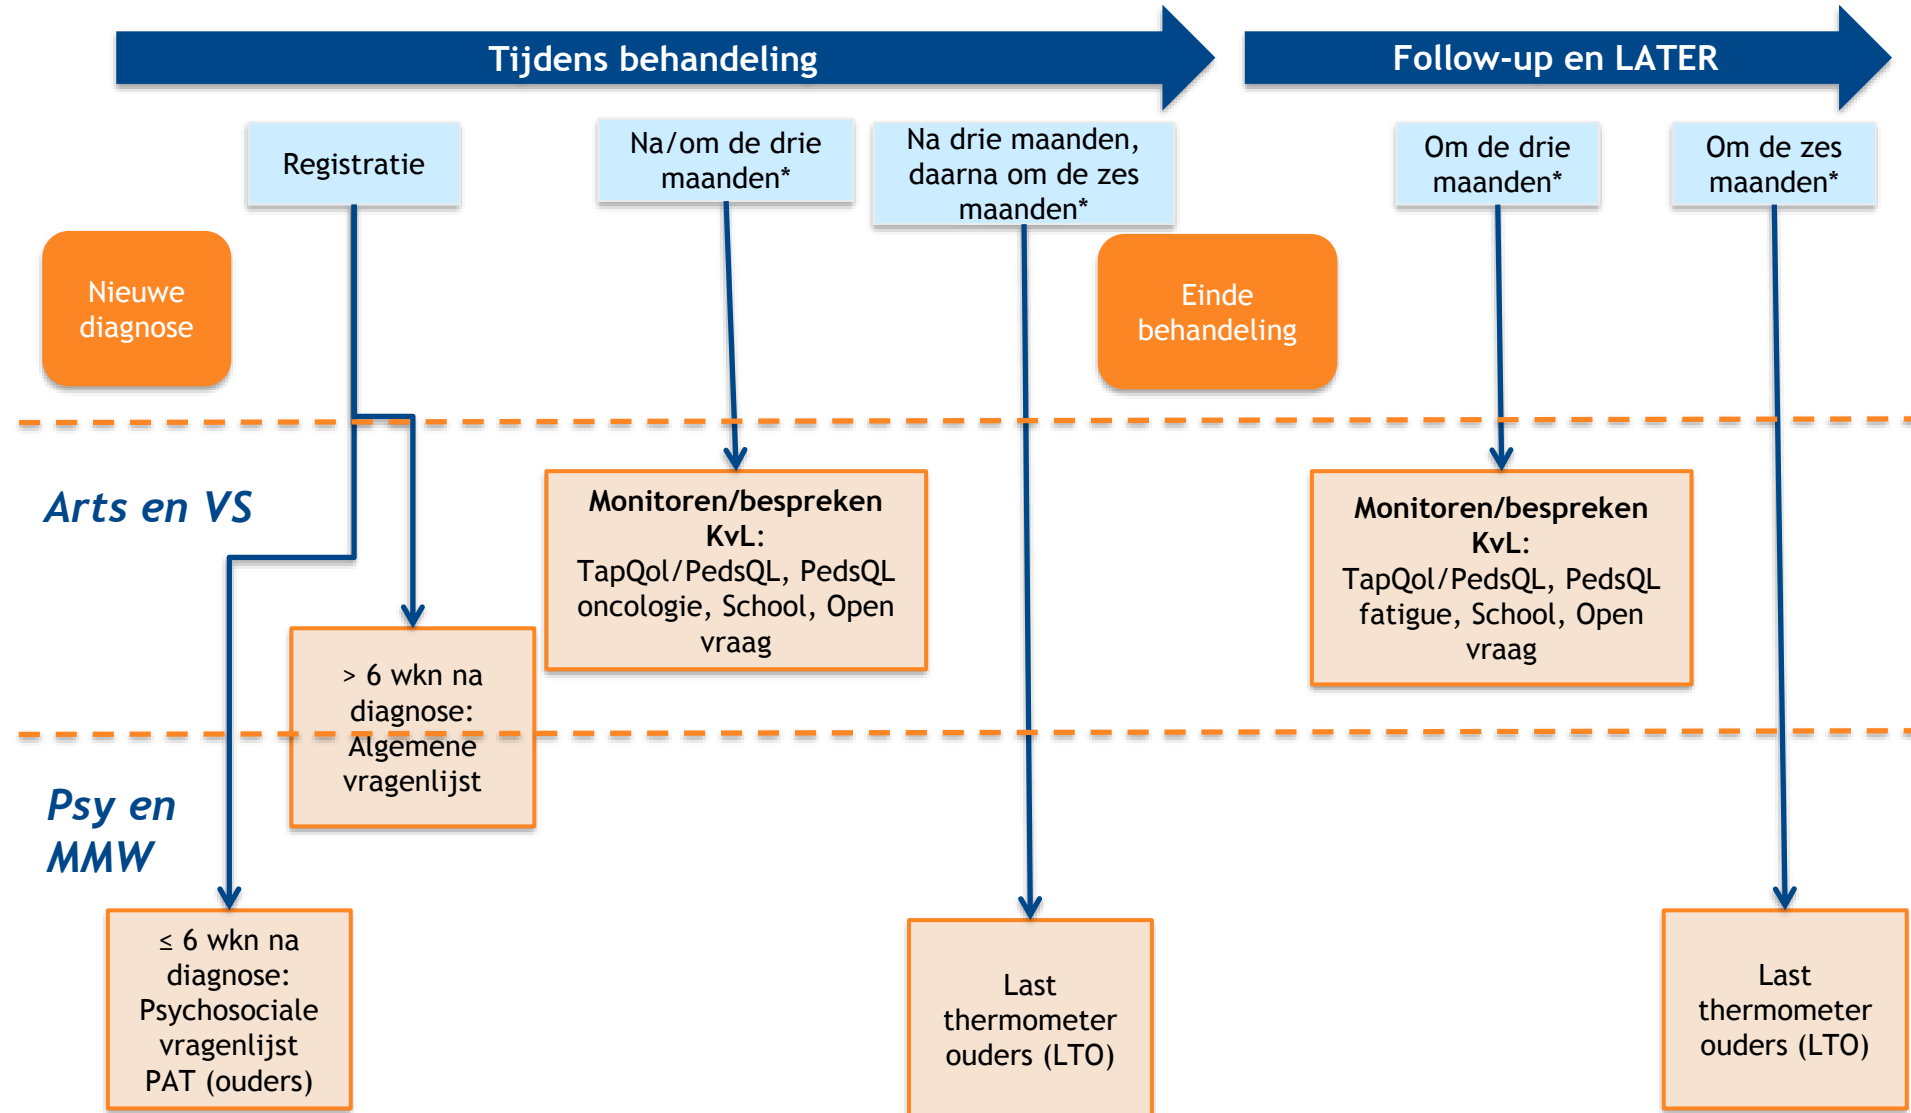 Tijdens behandeling
Follow-up en LATER
Registratie
Na/om de drie
maanden*
Na drie maanden,
daarna om de zes
maanden*
Om de drie
maanden*
Om de zes
maanden*
Nieuwe
diagnose
Einde
behandeling
Arts en VS
Monitoren/bespreken
KvL:
TapQol/PedsQL, PedsQL
oncologie, School, Open
vraag
Monitoren/bespreken
KvL:
TapQol/PedsQL, PedsQL
fatigue, School, Open
vraag
> 6 wkn na
diagnose:
Algemene
vragenlijst
Psy en
MMW
≤ 6 wkn na
diagnose:
Psychosociale
vragenlijst
PAT (ouders)
Last
thermometer
ouders (LTO)
Last
thermometer
ouders (LTO)